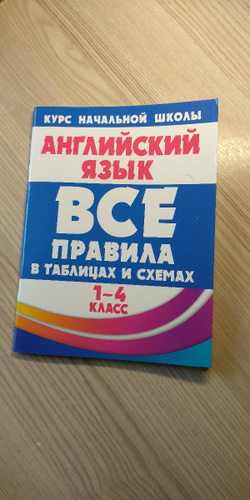 КУРС НАЧАЛЬНОЙ ШКОЛЫ
АНГЛИЙСКИЙ
ЯЗЫК
ВСЕ
ПРАВИЛА
В ТАБЛИЦАХ И СХЕМАХ
1–4
КЛАСС